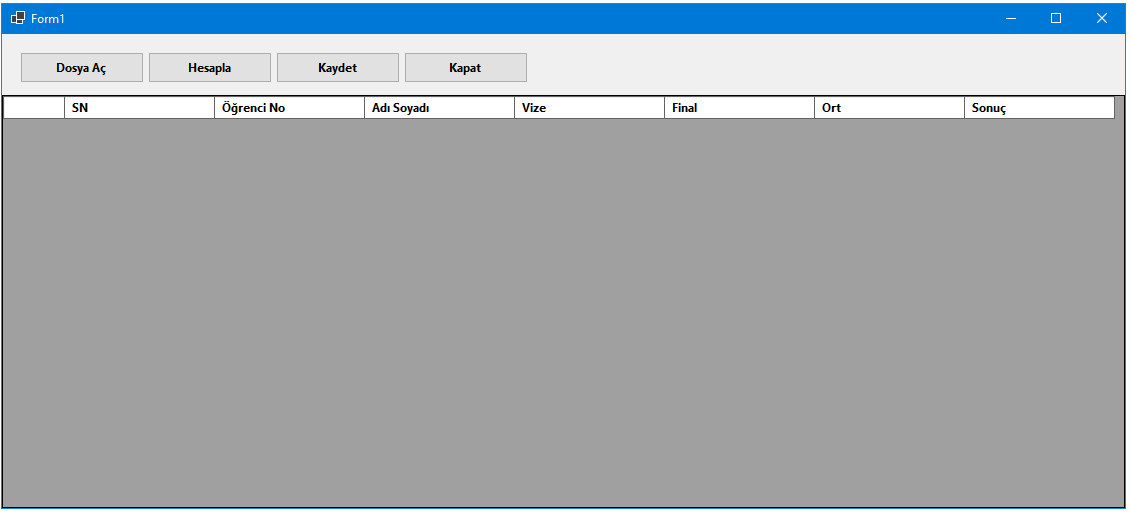 Form1
Dosya Aç Hesapla Kaydet Kapat
SN Öğrenci No Adı Soyadı Vize Final Ort Sonuç